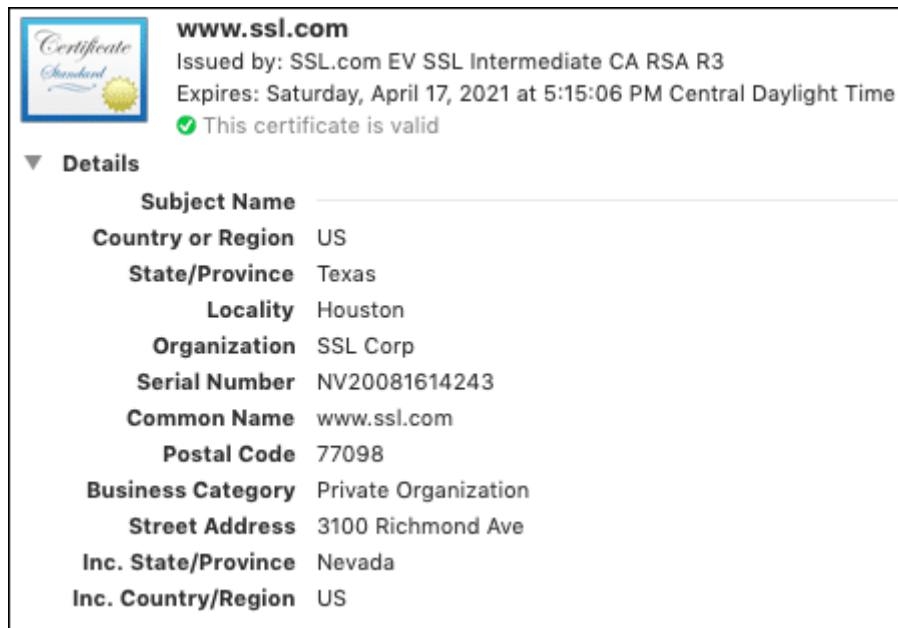 Certificate
Standard
www.ssl.com
Issued by: SSL.com EV SSL Intermediate CA RSA R3
Expires: Saturday, April 17, 2021 at 5:15:06 PM Central Daylight Time
This certificate is valid
Details
Subject Name
Country or Region US
State/Province Texas
Locality Houston
Organization SSL Corp
Serial Number NV20081614243
Common Name www.ssl.com
Postal Code 77098
Business Category Private Organization
Street Address 3100 Richmond Ave
Inc. State/Province Nevada
Inc. Country/Region US